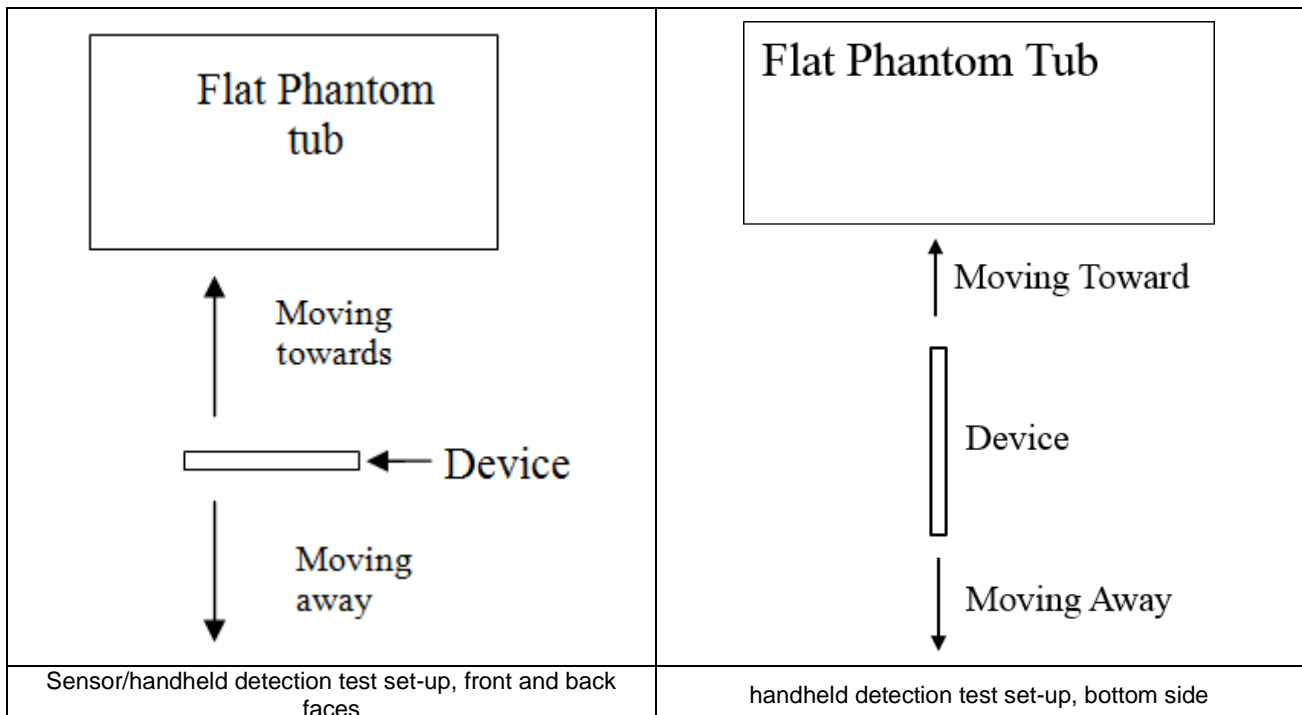 Flat Phantom
tub
Moving
towards
Device
Moving
away
Sensor/handheld detection test set-up, front and back
faces
Flat Phantom Tub
Moving Toward
Device
Moving Away
handheld detection test set-up, bottom side